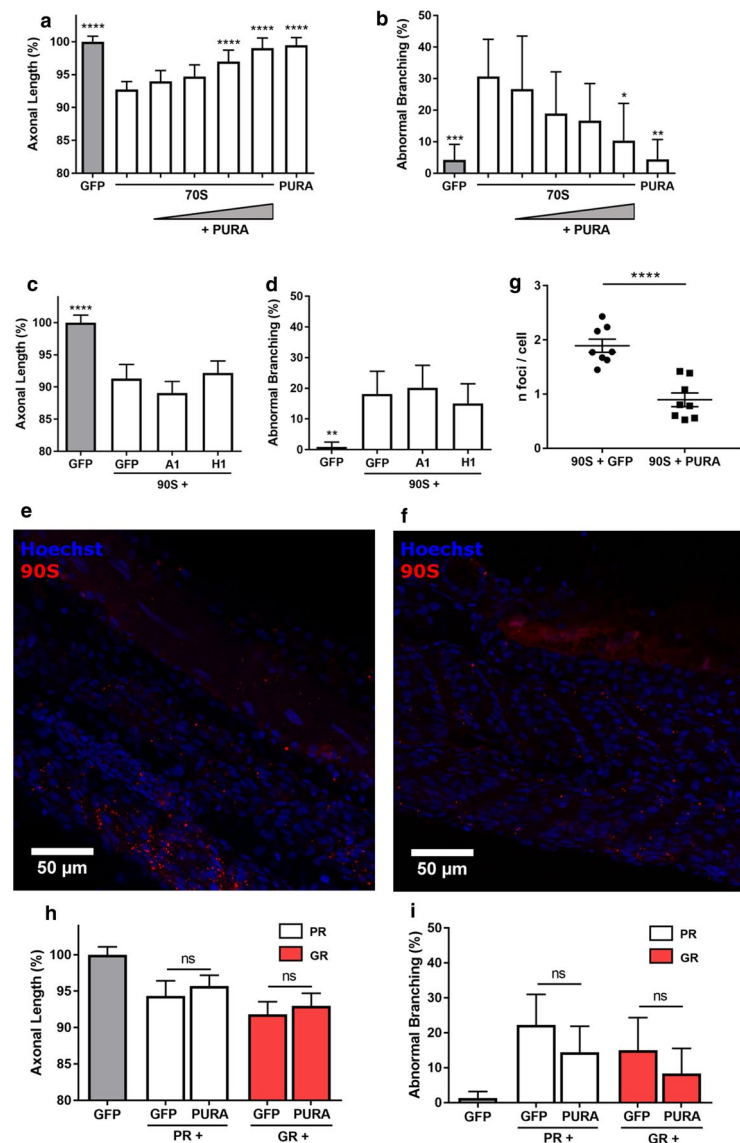 a
Axonal Length (%)
100
95
90
85
80
****
****
****
****
GFP
70S
PURA
+ PURA
b
Abnormal Branching (%)
50
40
30
20
10
0
***
*
**
GFP
70S
PURA
+ PURA
c
Axonal Length (%)
100
95
90
85
80
****
GFP
GFP
A1
H1
90S +
d
Abnormal Branching (%)
50
40
30
20
10
0
**
GFP
GFP
A1
H1
90S +
g
n foci / cell
3
2
1
0
****
90S + GFP
90S + PURA
e
Hoechst
90S
50 µm
f
Hoechst
90S
50 µm
h
Axonal Length (%)
100
95
90
85
80
PR
GR
ns
ns
GFP
GFP
PURA
GFP
PURA
PR +
GR +
i
Abnormal Branching (%)
50
40
30
20
10
0
PR
GR
ns
ns
GFP
GFP
PURA
GFP
PURA
PR +
GR +